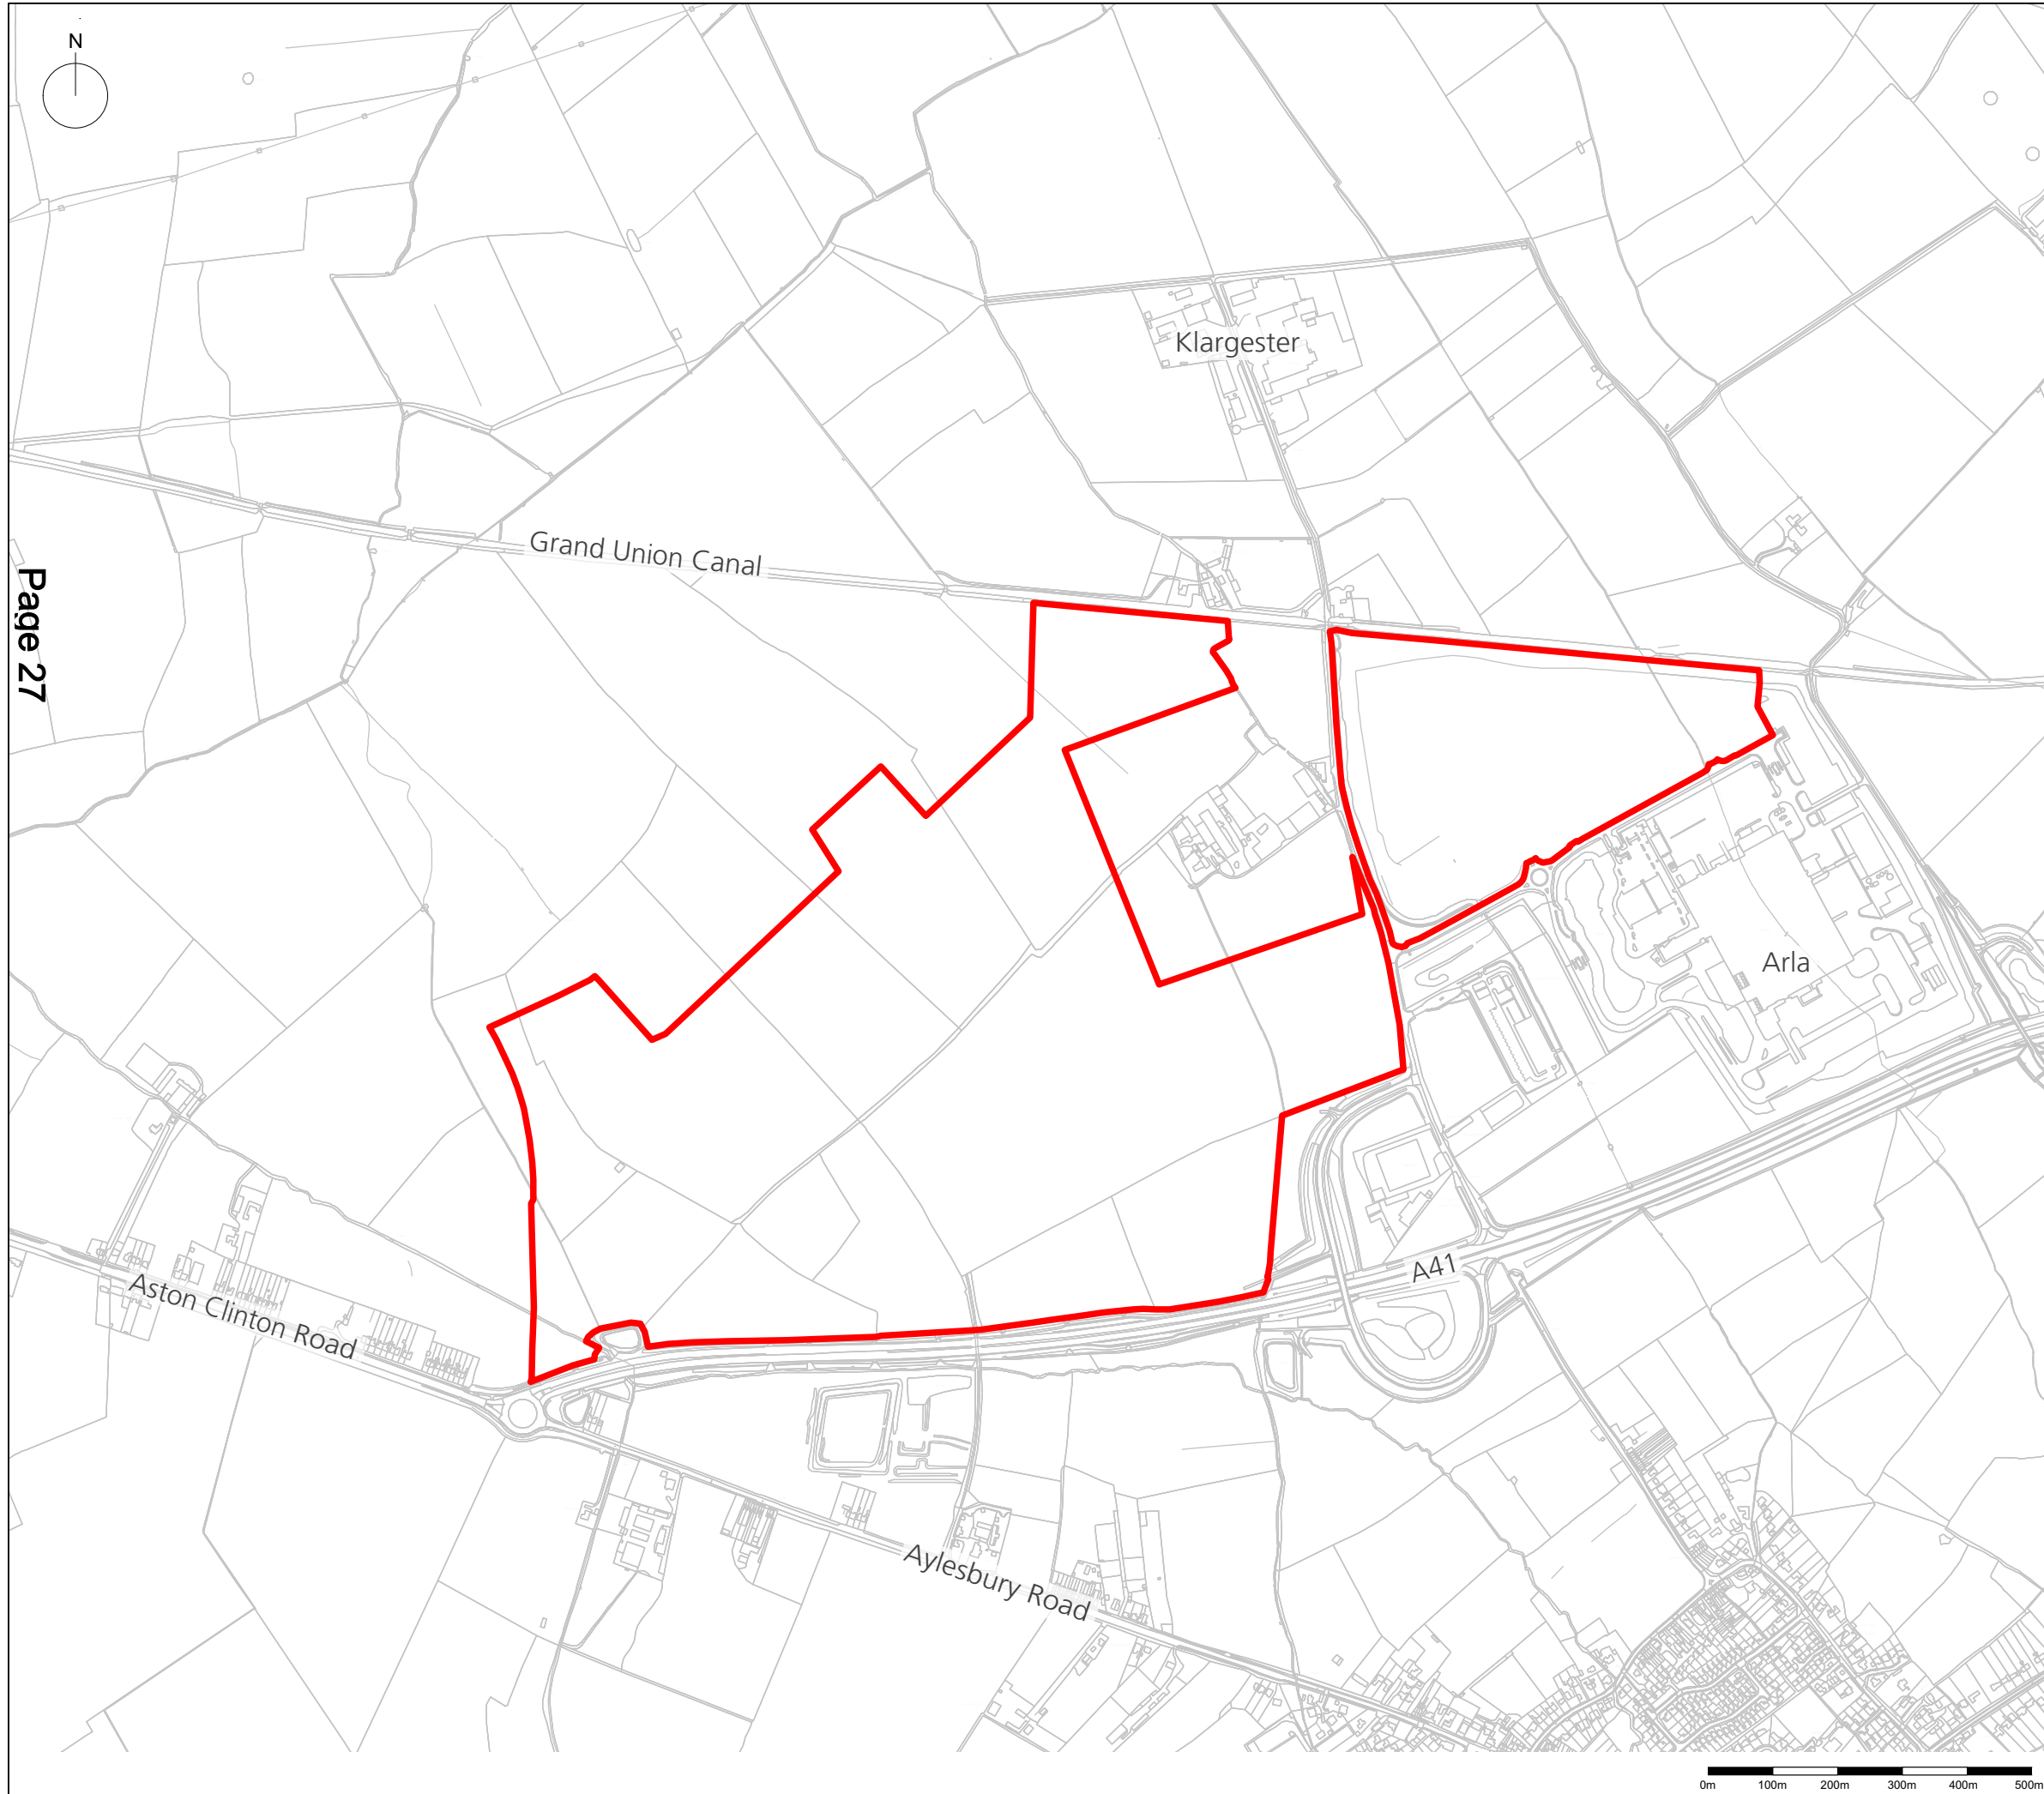 N
Klargester
Grand Union Canal
Page 27
Arla
A41
Aston Clinton Road
Aylesbury Road
0m 100m 200m 300m 400m 500m